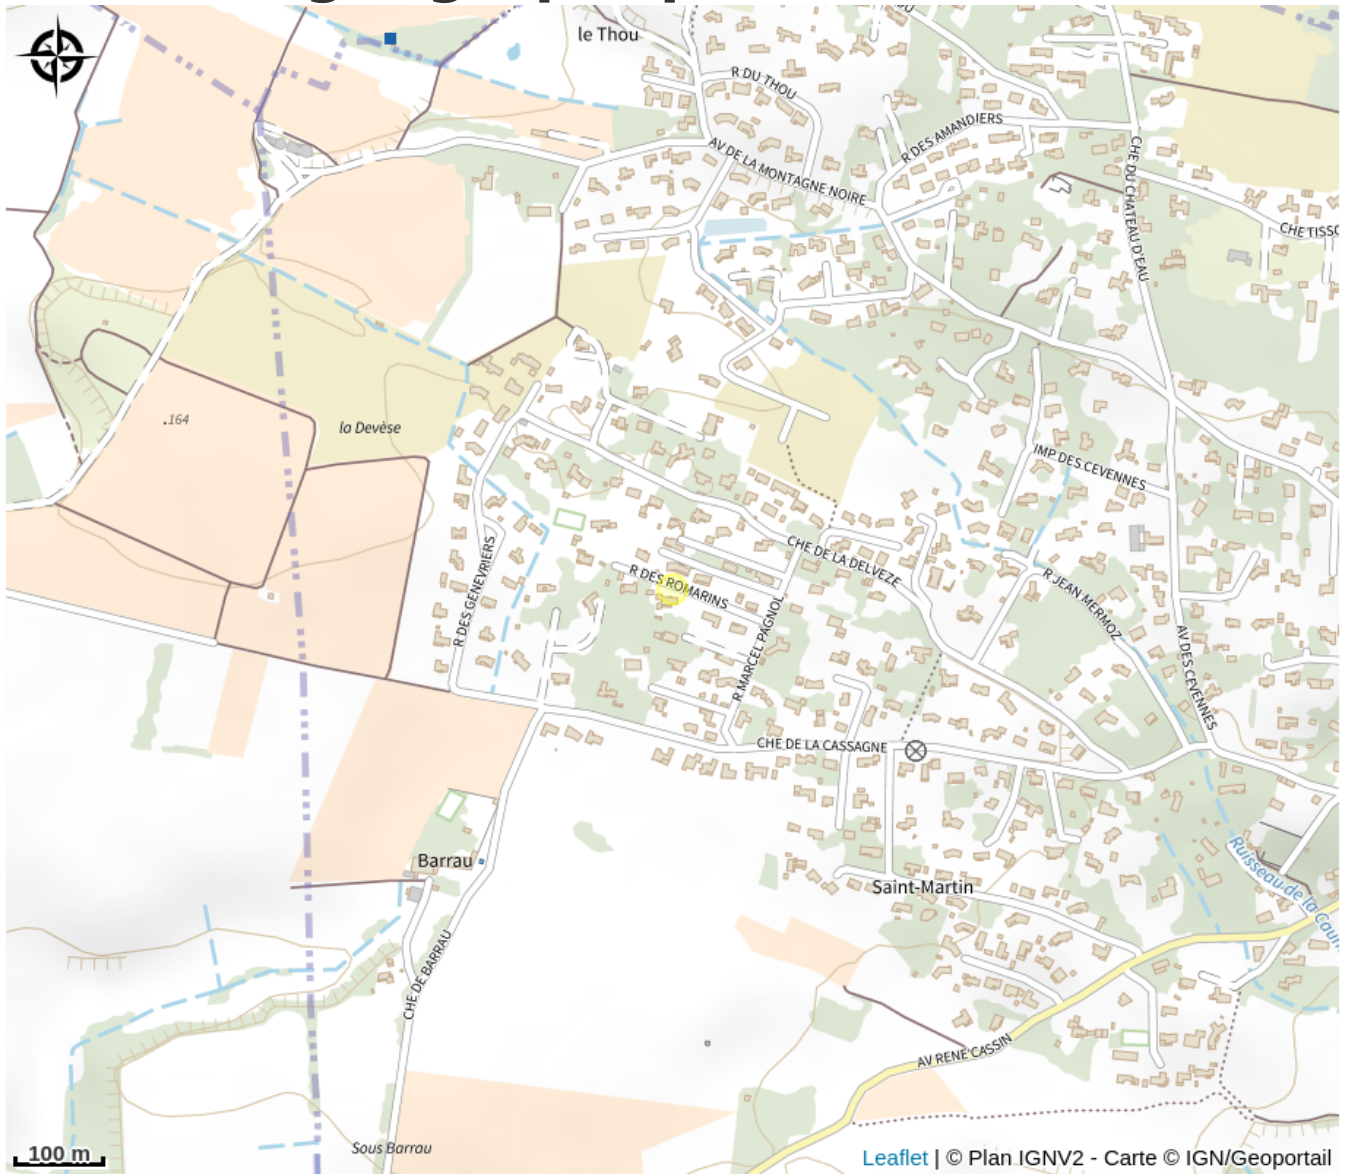 le Thou
R DU THOU
R DES AMANDIERS
AV DE LA MONTAGNE NOIRE
CHE DU CHATEAU D'EAU
CHE TISSO
.164
la Devèse
IMP DES CEVENNES
CHE DE LA DELVEZE
R DES GENEVRIERS
R DES ROMARINS
R JEAN MERMOZ
R MARCEL PAGNOL
AV DES CEVENNES
CHE DE LA CASSAGNE
Barrau
Saint-Martin
Ruisseau de la Caun
CHE DE BARRAU
AV RENE CASSIN
Sous Barrau
100 m
Leaflet | © Plan IGNV2 - Carte © IGN/Geoportail